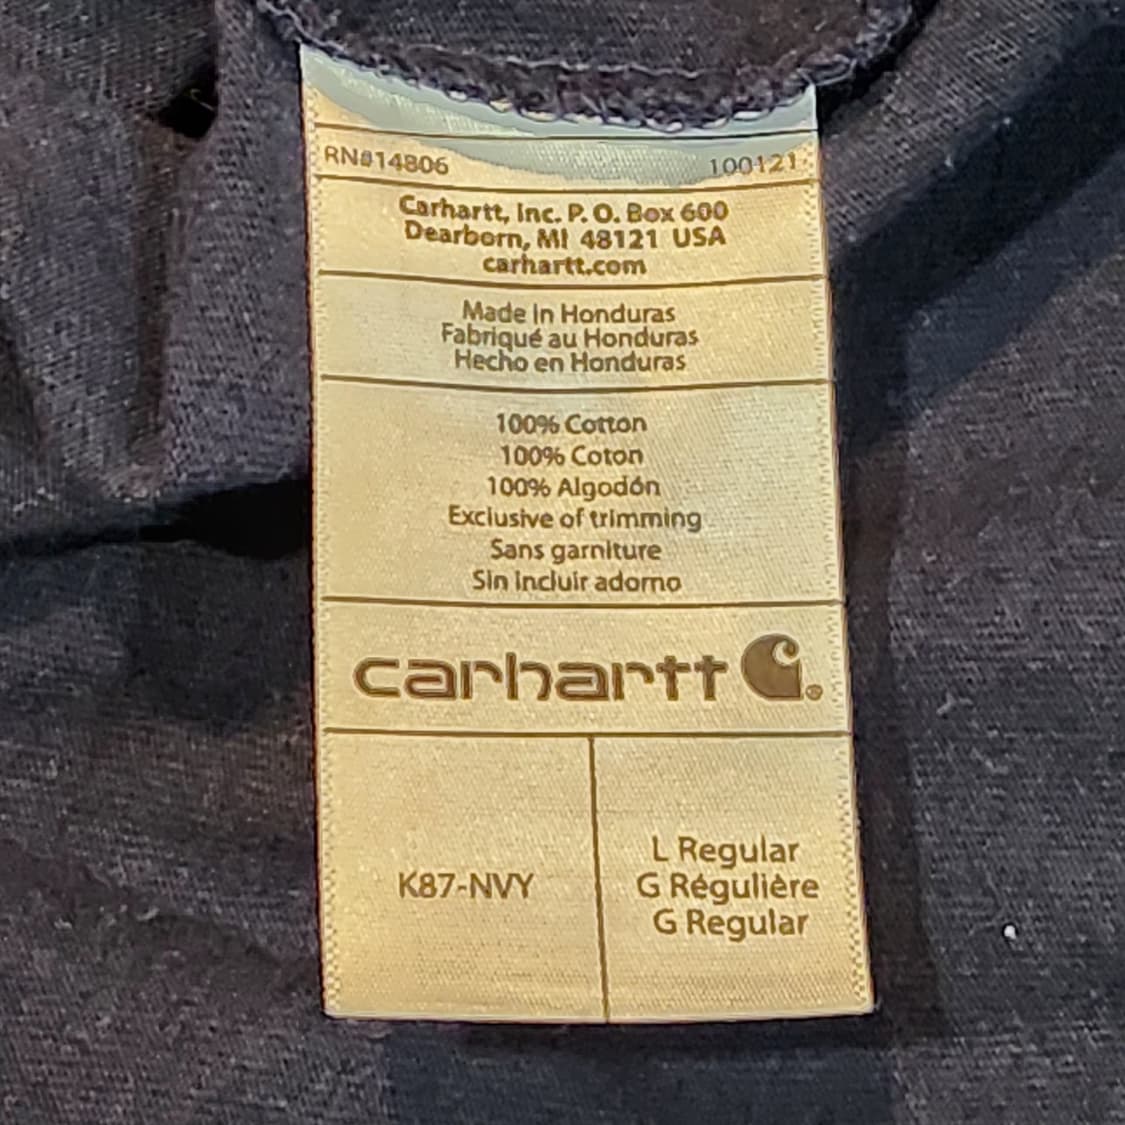 RN#14806 100121
Carhartt, Inc. P. O. Box 600
Dearborn, MI 48121 USA
carhartt.com
Made in Honduras
Fabriqué au Honduras
Hecho en Honduras
100% Cotton
100% Coton
100% Algodón
Exclusive of trimming
Sans garniture
Sin incluir adorno
carhartt ®
K87-NVY
L Regular
G Régulière
G Regular